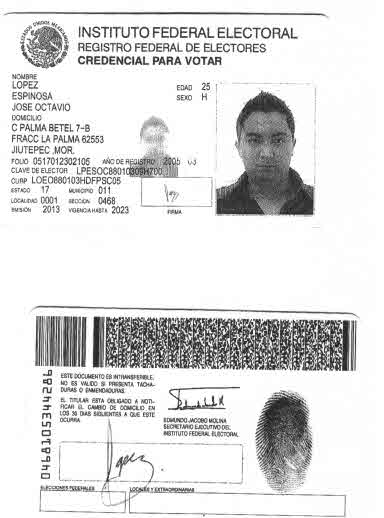 ESTADOS UNIDOS MEXICANOS
INSTITUTO FEDERAL ELECTORAL
REGISTRO FEDERAL DE ELECTORES
CREDENCIAL PARA VOTAR
NOMBRE
LOPEZ
ESPINOSA
JOSE OCTAVIO
EDAD 25
SEXO H
DOMICILIO
C PALMA BETEL 7-B
FRACC LA PALMA 62553
JIUTEPEC ,MOR.
FOLIO 0517012302105 AÑO DE REGISTRO 2005 03
CLAVE DE ELECTOR LPESOC88010309H700
CURP LOEO880103HDFPSC05
ESTADO 17 MUNICIPIO 011
LOCALIDAD 0001 SECCION 0468
EMISIÓN 2013 VIGENCIA HASTA 2023
FIRMA
ESTE DOCUMENTO ES INTRANSFERIBLE,
NO ES VALIDO SI PRESENTA TACHA-
DURAS O ENMENDADURAS.
EL TITULAR ESTA OBLIGADO A NOTI-
FICAR EL CAMBIO DE DOMICILIO EN
LOS 30 DIAS SIGUIENTES A QUE ESTE
OCURRA.
EDMUNDO JACOBO MOLINA
SECRETARIO EJECUTIVO DEL
INSTITUTO FEDERAL ELECTORAL
ELECCIONES FEDERALES
LOCALES Y EXTRAORDINARIAS